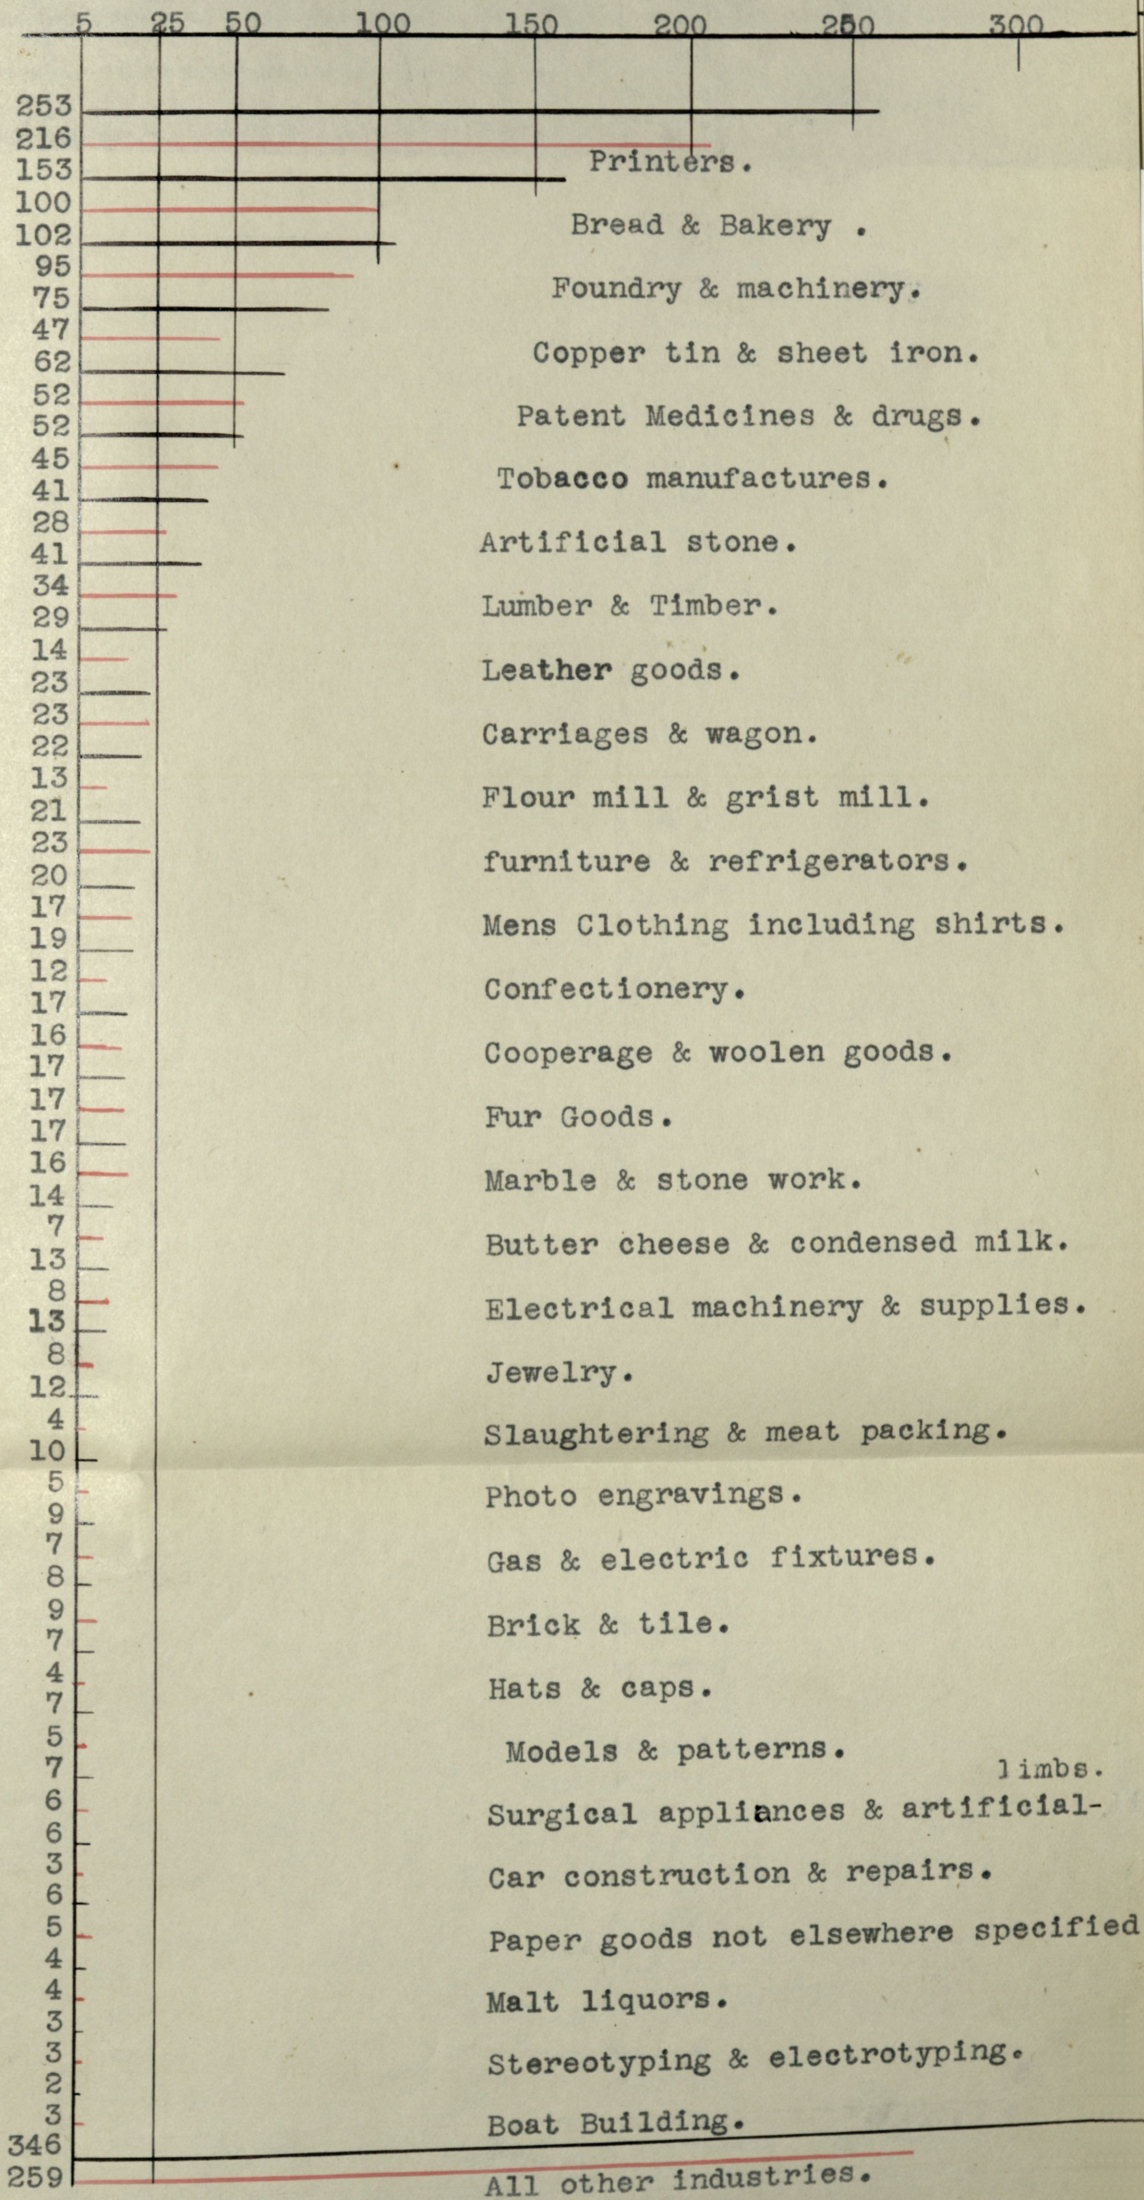 5 25 50 100 150 200 250 300
253
216
Printers.
153
100
Bread & Bakery .
102
95
Foundry & machinery.
75
47
Copper tin & sheet iron.
62
52
Patent Medicines & drugs.
52
45
Tobacco manufactures.
41
28
Artificial stone.
41
34
Lumber & Timber.
29
14
Leather goods.
23
23
Carriages & wagon.
22
13
Flour mill & grist mill.
21
23
furniture & refrigerators.
20
17
Mens Clothing including shirts.
19
12
Confectionery.
17
16
Cooperage & woolen goods.
17
17
Fur Goods.
17
16
Marble & stone work.
14
7
Butter cheese & condensed milk.
13
8
Electrical machinery & supplies.
13
8
Jewelry.
12
4
Slaughtering & meat packing.
10
5
Photo engravings.
9
7
Gas & electric fixtures.
8
9
Brick & tile.
7
4
Hats & caps.
7
5
Models & patterns.
7
limbs.
6
Surgical appliances & artificial-
6
3
Car construction & repairs.
6
5
Paper goods not elsewhere specified
4
4
Malt liquors.
3
3
Stereotyping & electrotyping.
2
3
Boat Building.
346
259
All other industries.